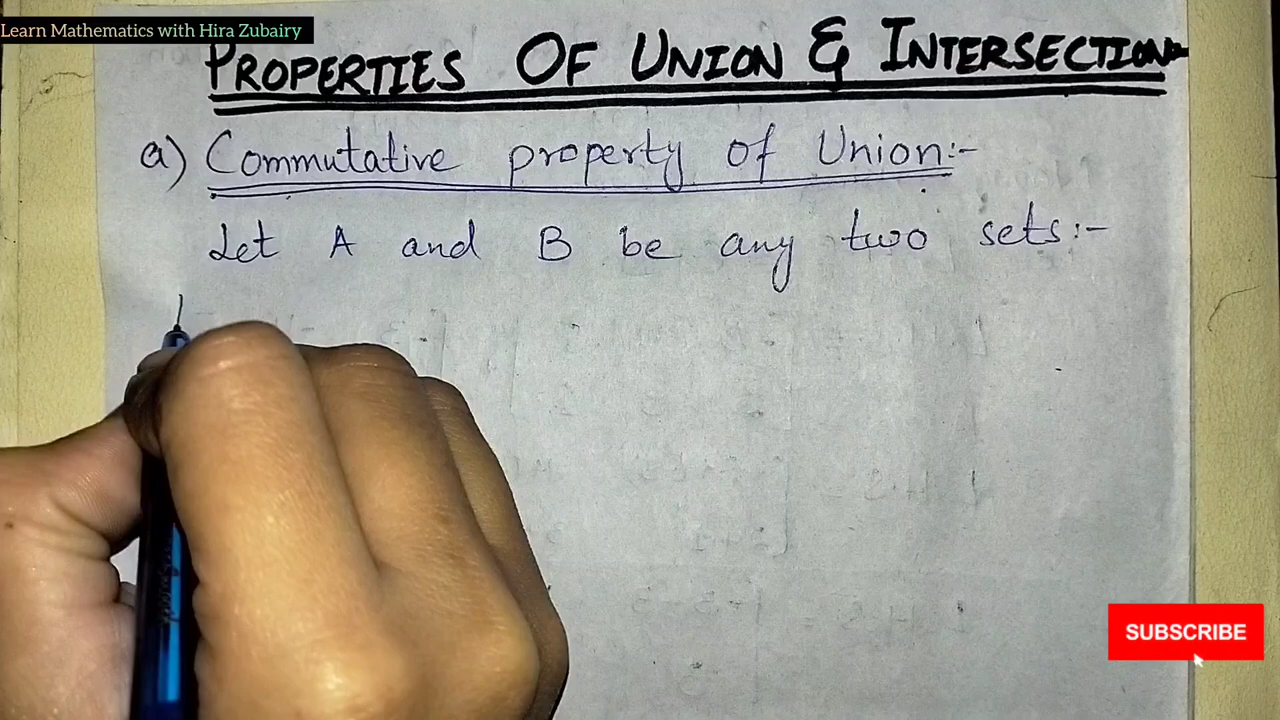 Learn Mathematics with Hira Zubairy
PROPERTIES OF UNION & INTERSECTION
a) Commutative property of Union:-
Let A and B be any two sets:-
SUBSCRIBE